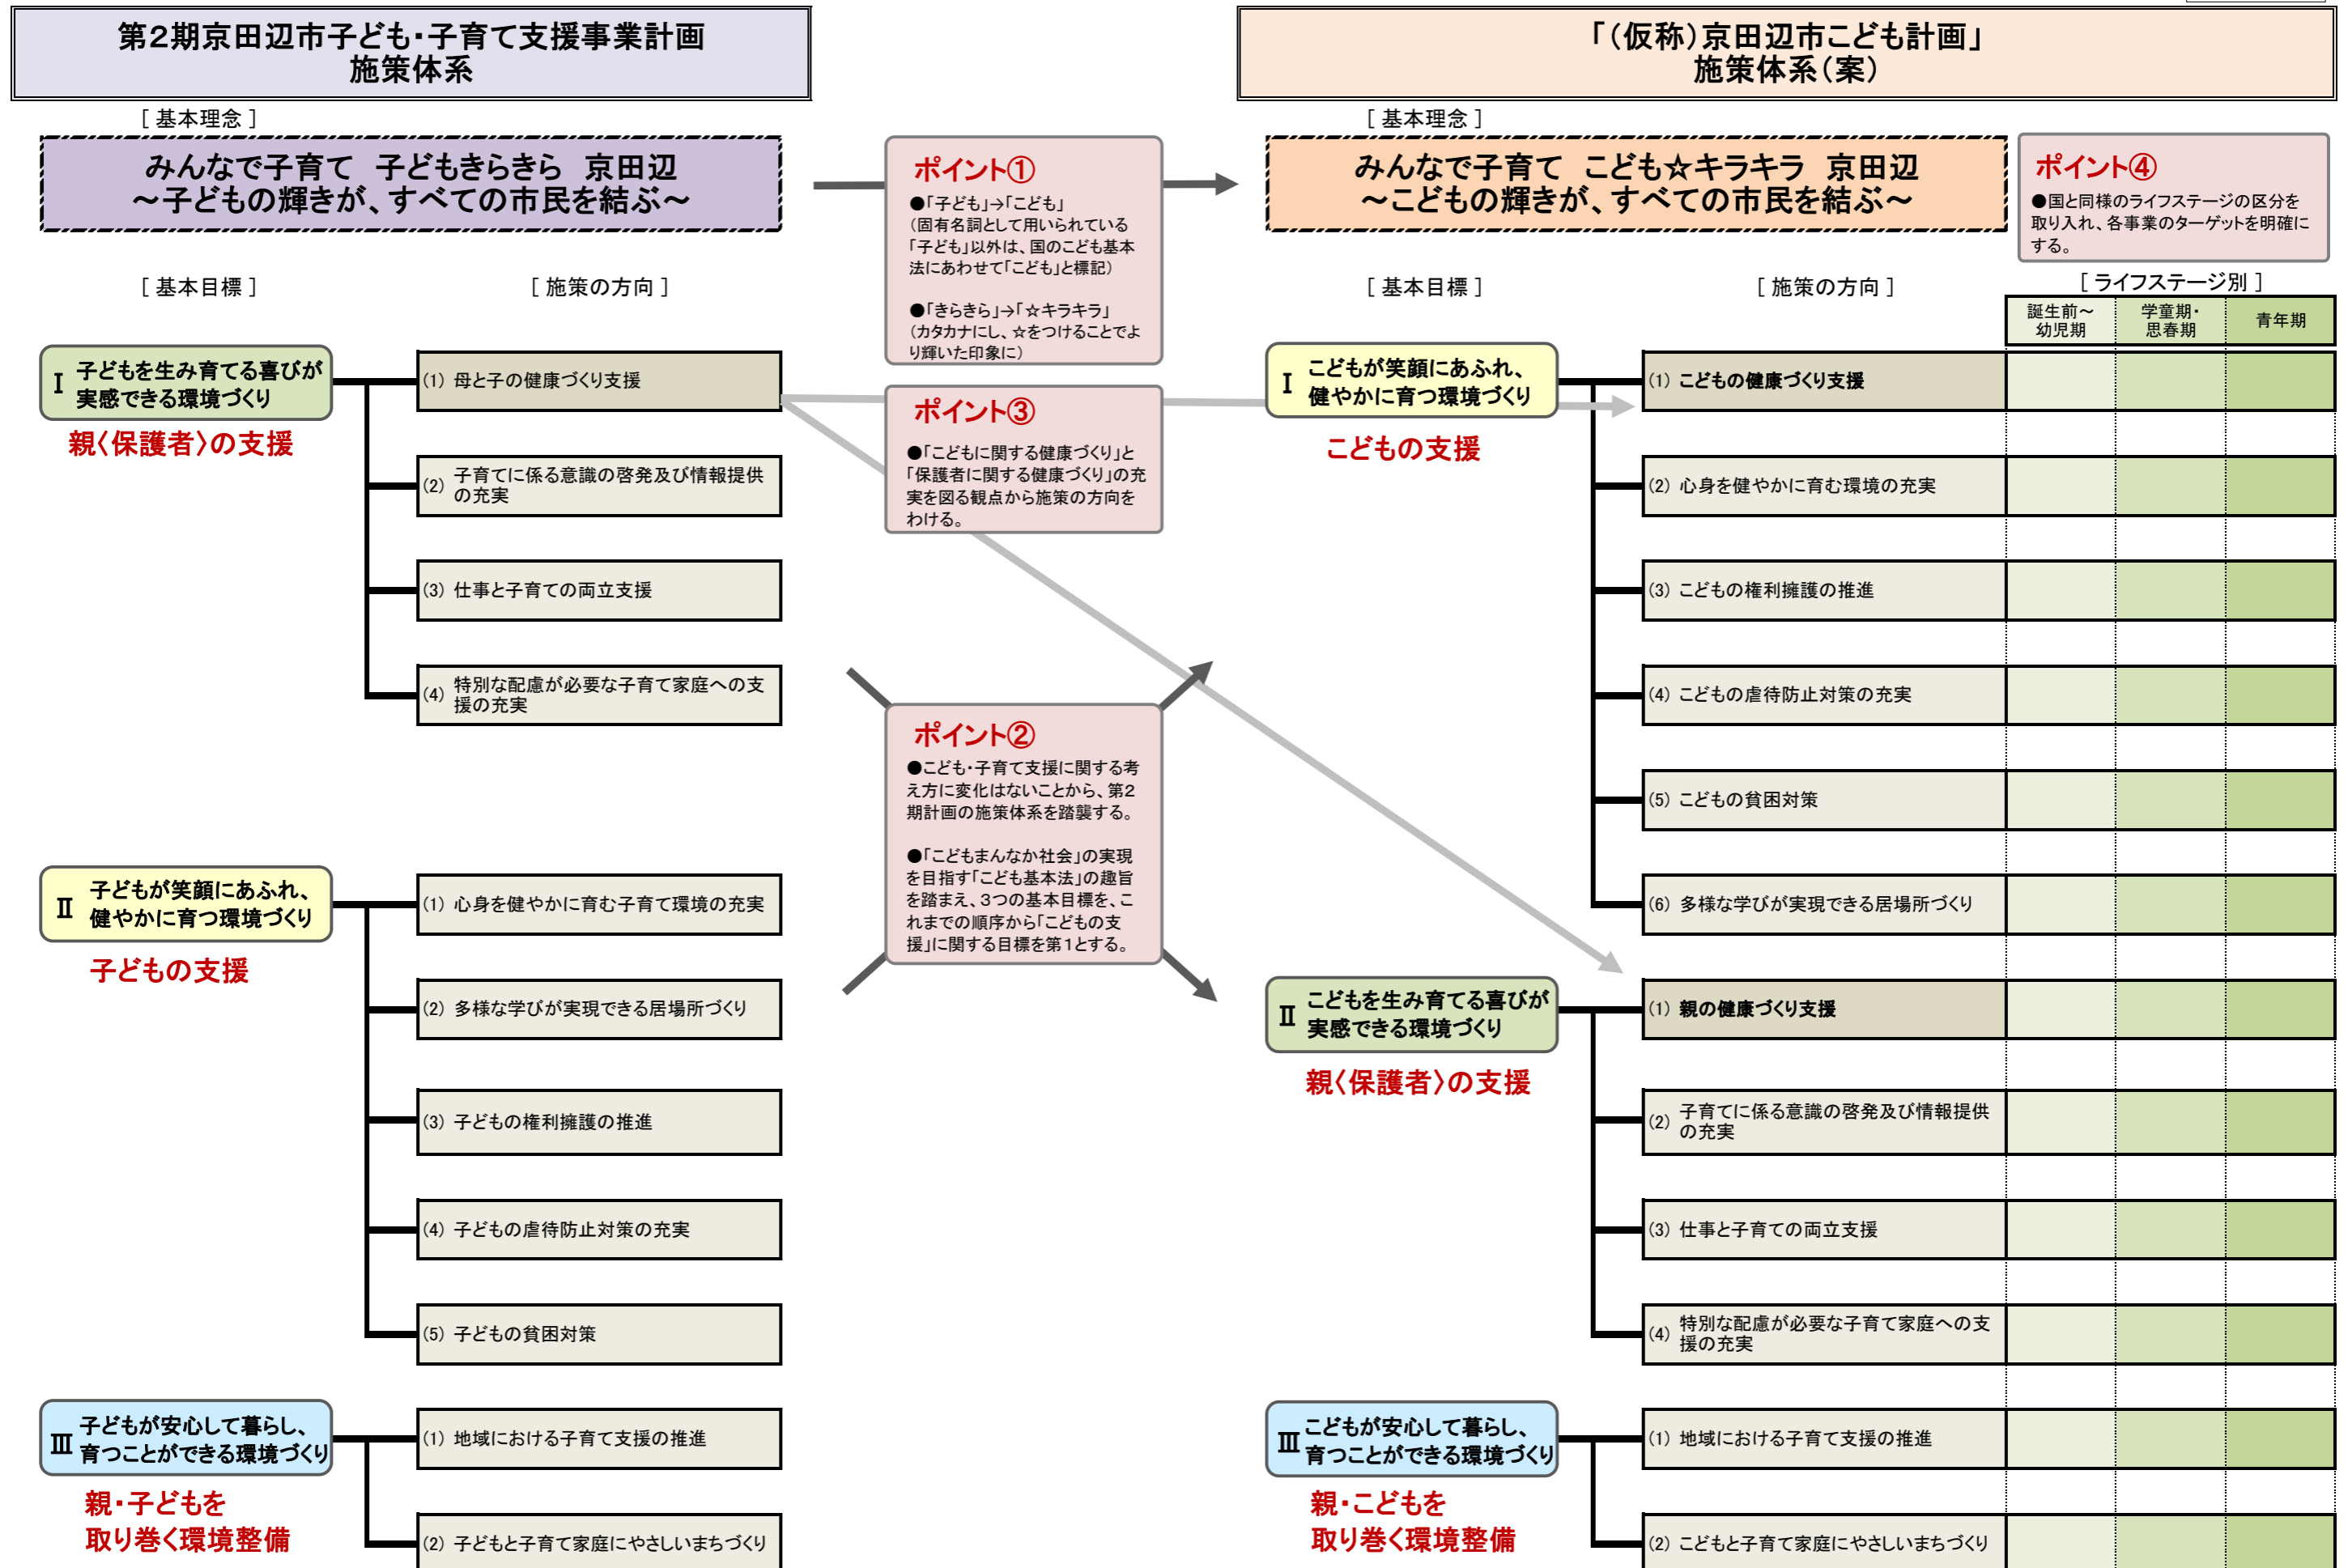 第2期京田辺市子ども・子育て支援事業計画
施策体系
[ 基本理念 ]
みんなで子育て 子どもきらきら 京田辺
～子どもの輝きが、すべての市民を結ぶ～
[ 基本目標 ]
[ 施策の方向 ]
Ⅰ 子どもを生み育てる喜びが
実感できる環境づくり
親〈保護者〉の支援
(1) 母と子の健康づくり支援
(2) 子育てに係る意識の啓発及び情報提供
の充実
(3) 仕事と子育ての両立支援
(4) 特別な配慮が必要な子育て家庭への支
援の充実
Ⅱ 子どもが笑顔にあふれ、
健やかに育つ環境づくり
子どもの支援
(1) 心身を健やかに育む子育て環境の充実
(2) 多様な学びが実現できる居場所づくり
(3) 子どもの権利擁護の推進
(4) 子どもの虐待防止対策の充実
(5) 子どもの貧困対策
Ⅲ 子どもが安心して暮らし、
育つことができる環境づくり
親・子どもを
取り巻く環境整備
(1) 地域における子育て支援の推進
(2) 子どもと子育て家庭にやさしいまちづくり
ポイント①
●「子ども」→「こども」
(固有名詞として用いられている
「子ども」以外は、国のこども基本
法にあわせて「こども」と標記)
●「きらきら」→「☆キラキラ」
(カタカナにし、☆をつけることでよ
り輝いた印象に)
ポイント③
●「こどもに関する健康づくり」と
「保護者に関する健康づくり」の充
実を図る観点から施策の方向を
わける。
ポイント②
●こども・子育て支援に関する考
え方に変化はないことから、第2
期計画の施策体系を踏襲する。
●「こどもまんなか社会」の実現
を目指す「こども基本法」の趣旨
を踏まえ、3つの基本目標を、こ
れまでの順序から「こどもの支
援」に関する目標を第1とする。
「(仮称)京田辺市こども計画」
施策体系(案)
[ 基本理念 ]
みんなで子育て こども☆キラキラ 京田辺
～こどもの輝きが、すべての市民を結ぶ～
ポイント④
●国と同様のライフステージの区分を
取り入れ、各事業のターゲットを明確に
する。
[ 基本目標 ]
[ 施策の方向 ]
[ ライフステージ別 ]
誕生前～
幼児期
学童期・
思春期
青年期
Ⅰ こどもが笑顔にあふれ、
健やかに育つ環境づくり
こどもの支援
(1) こどもの健康づくり支援
(2) 心身を健やかに育む環境の充実
(3) こどもの権利擁護の推進
(4) こどもの虐待防止対策の充実
(5) こどもの貧困対策
(6) 多様な学びが実現できる居場所づくり
Ⅱ こどもを生み育てる喜びが
実感できる環境づくり
親〈保護者〉の支援
(1) 親の健康づくり支援
(2) 子育てに係る意識の啓発及び情報提供
の充実
(3) 仕事と子育ての両立支援
(4) 特別な配慮が必要な子育て家庭への支
援の充実
Ⅲ こどもが安心して暮らし、
育つことができる環境づくり
親・こどもを
取り巻く環境整備
(1) 地域における子育て支援の推進
(2) こどもと子育て家庭にやさしいまちづくり